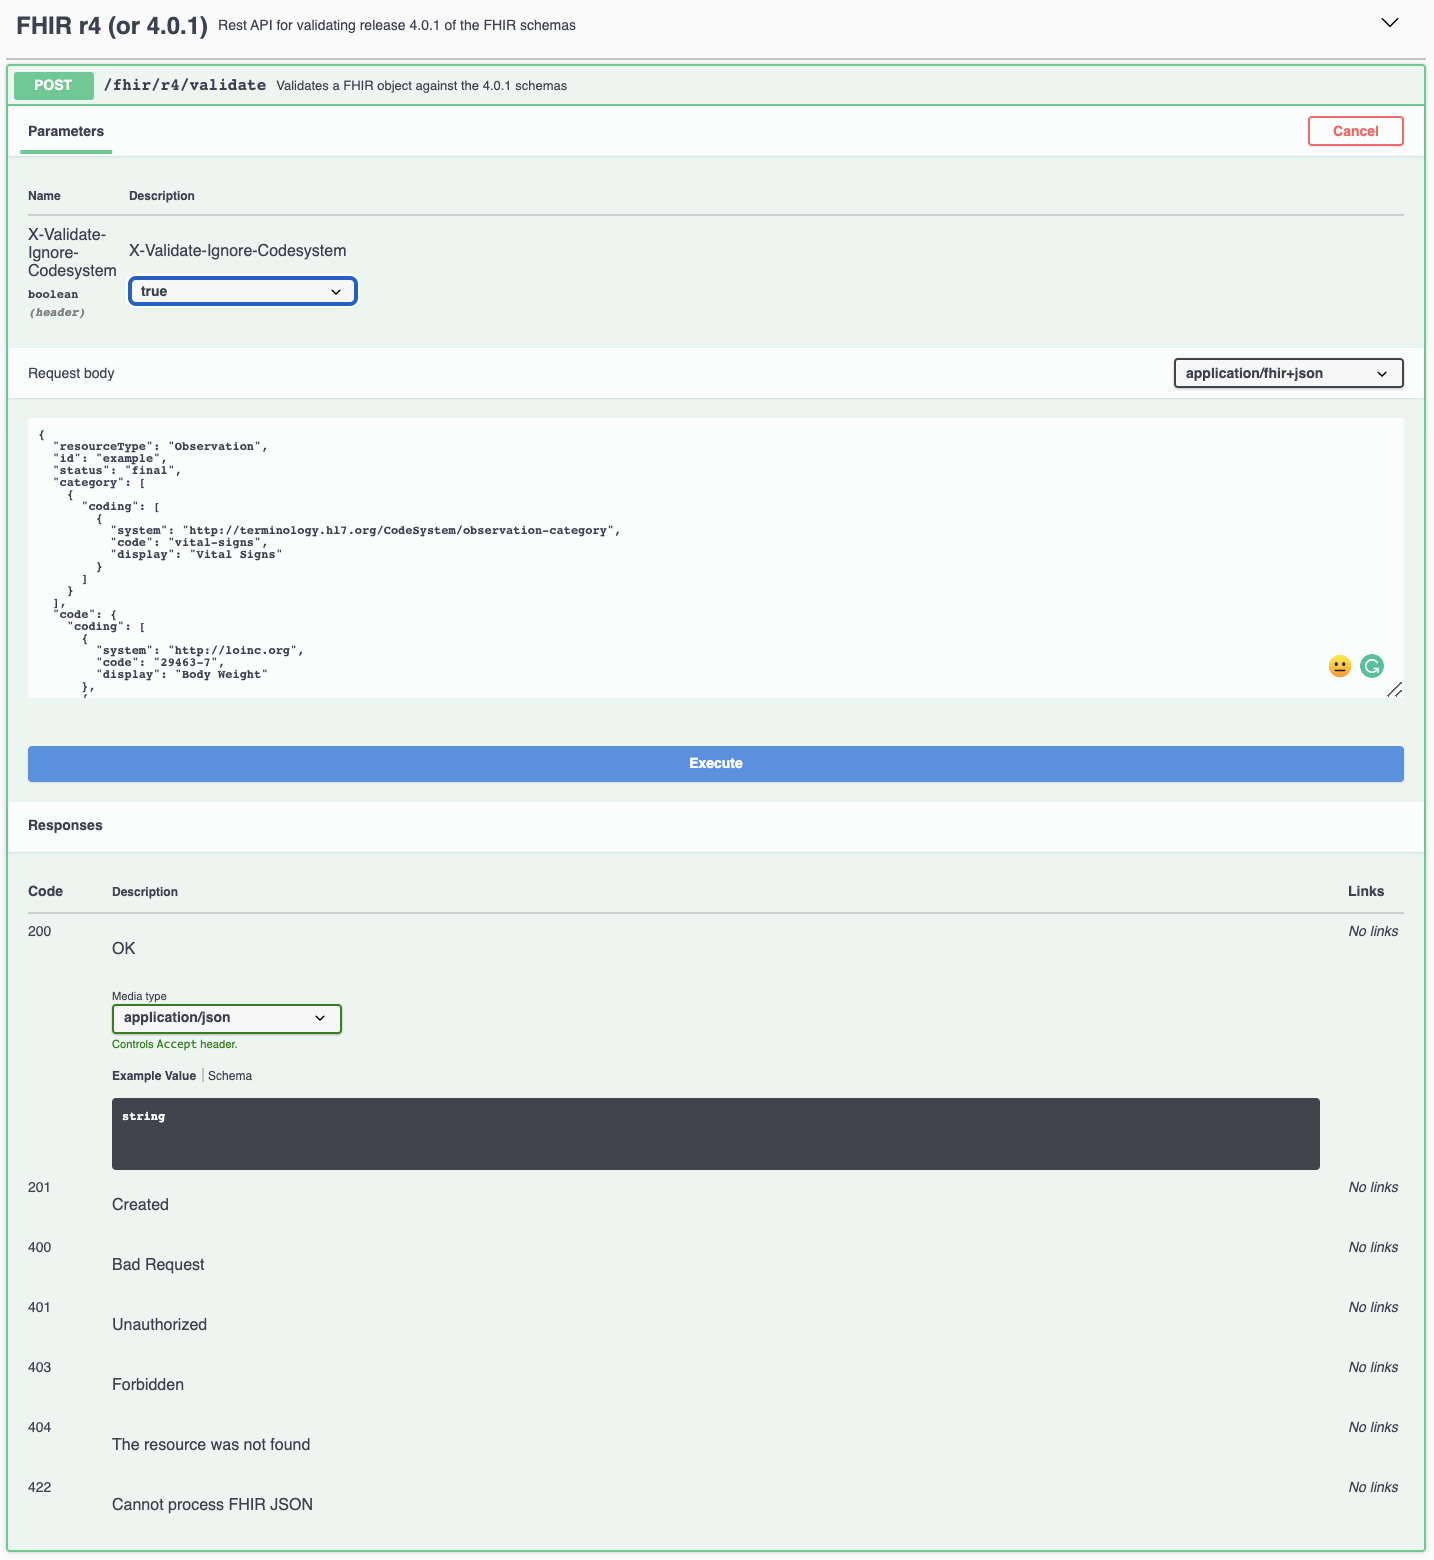 FHIR r4 (or 4.0.1) Rest API for validating release 4.0.1 of the FHIR schemas
POST /fhir/r4/validate Validates a FHIR object against the 4.0.1 schemas
Parameters Cancel
Name Description
X-Validate-
Ignore-
Codesystem
boolean
(header)
X-Validate-Ignore-Codesystem
true
Request body application/fhir+json
{
"resourceType": "Observation",
"id": "example",
"status": "final",
"category": [
{
"coding": [
{
"system": "http://terminology.hl7.org/CodeSystem/observation-category",
"code": "vital-signs",
"display": "Vital Signs"
}
]
}
],
"code": {
"coding": [
{
"system": "http://loinc.org",
"code": "29463-7",
"display": "Body Weight"
},
{
Execute
Responses
Code Description Links
200 No links
OK
Media type
application/json
Controls Accept header.
Example Value Schema
string
201 No links
Created
400 No links
Bad Request
401 No links
Unauthorized
403 No links
Forbidden
404 No links
The resource was not found
422 No links
Cannot process FHIR JSON